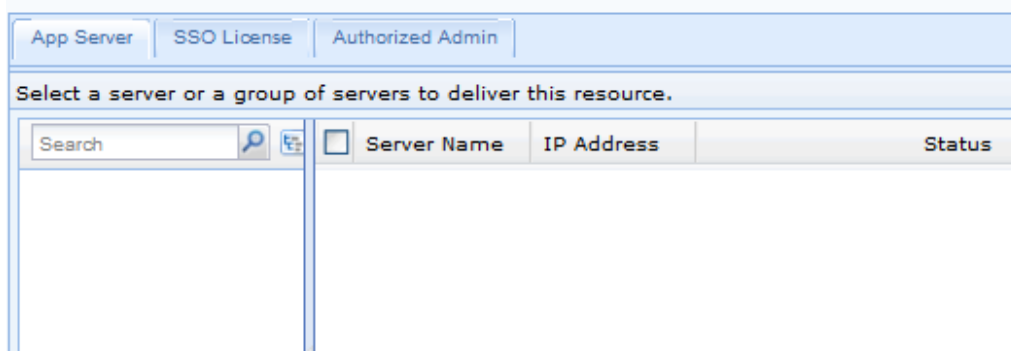 App Server SSO License Authorized Admin
Select a server or a group of servers to deliver this resource.
Search Server Name IP Address Status